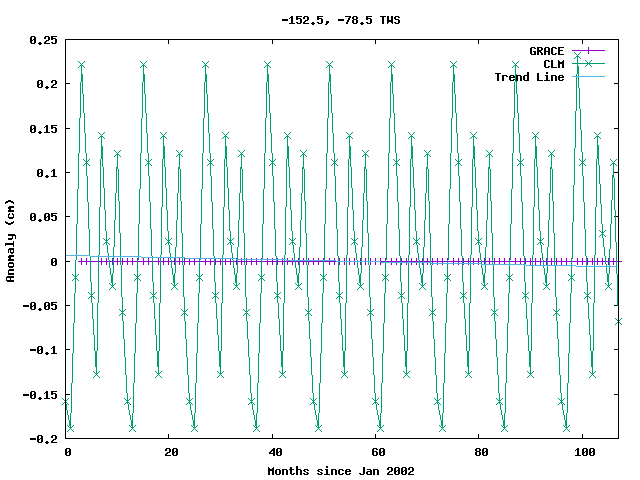 -152.5, -78.5 TWS
GRACE
CLM
Trend Line
0.25
0.2
0.15
0.1
0.05
0
-0.05
-0.1
-0.15
-0.2
Anomaly (cm)
0 20 40 60 80 100
Months since Jan 2002